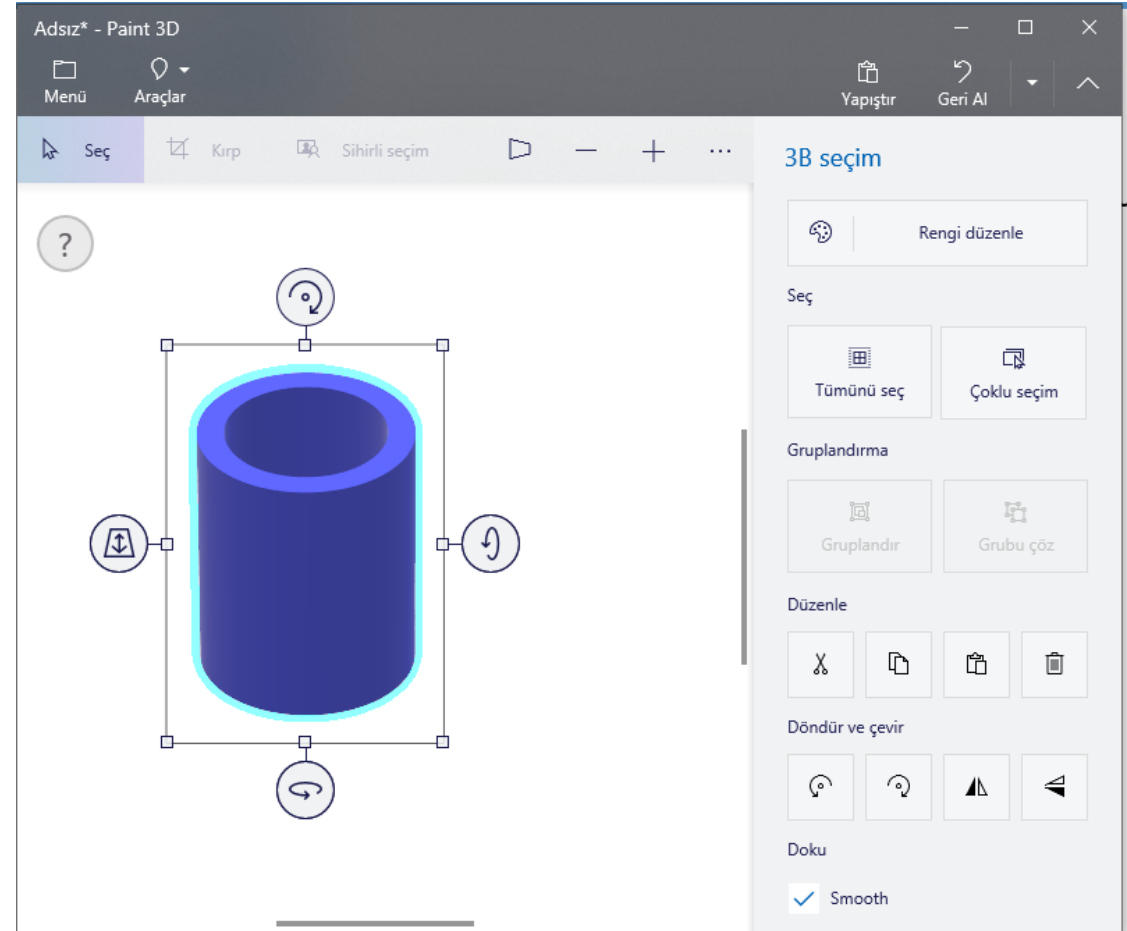 Adsız* - Paint 3D
Menü
Araçlar
Yapıştır
Geri Al
Seç
Kırp
Sihirli seçim
?
3B seçim
Rengi düzenle
Seç
Tümünü seç
Çoklu seçim
Gruplandırma
Gruplandır
Grubu çöz
Düzenle
Döndür ve çevir
Doku
Smooth